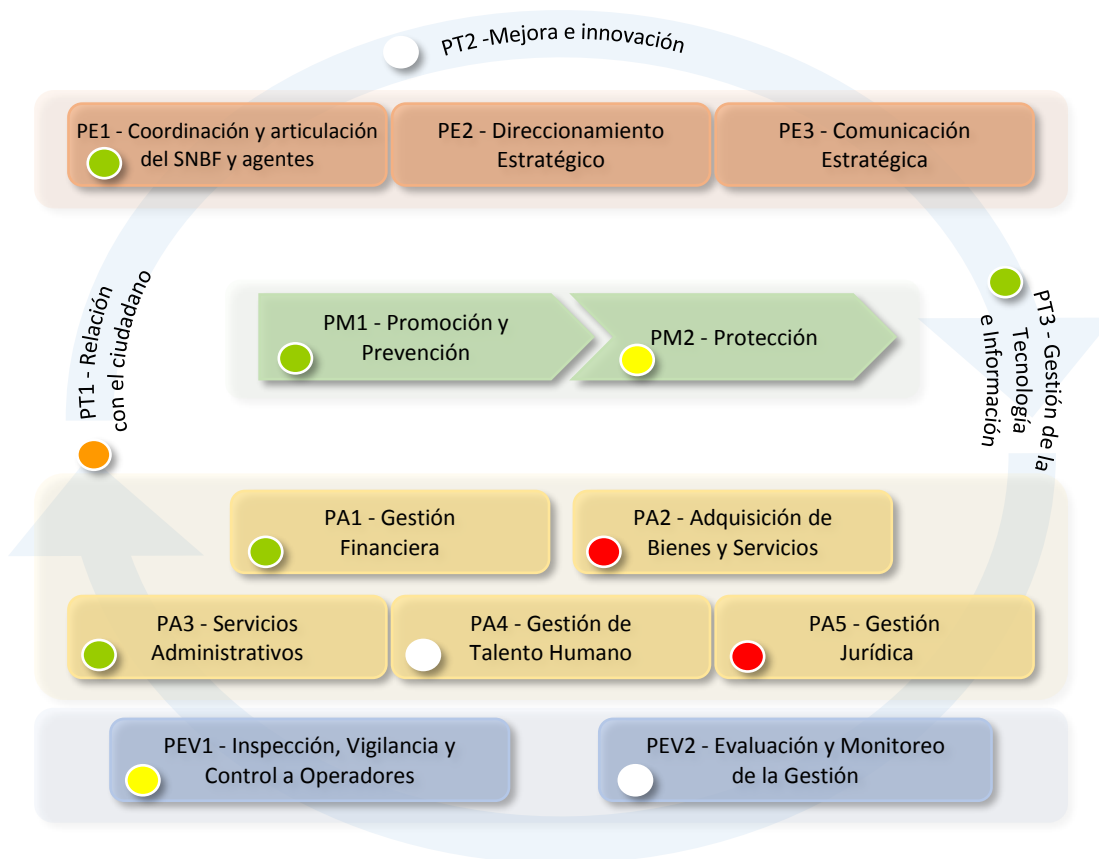 PT2 -Mejora e innovación
PE1 - Coordinación y articulación
del SNBF y agentes
PE2 - Direccionamiento
Estratégico
PE3 - Comunicación
Estratégica
PT1 - Relación
con el ciudadano
PM1 - Promoción y
Prevención
PM2 - Protección
PT3 - Gestión de la
Tecnología
e Información
PA1 - Gestión
Financiera
PA2 - Adquisición de
Bienes y Servicios
PA3 - Servicios
Administrativos
PA4 - Gestión de
Talento Humano
PA5 - Gestión
Jurídica
PEV1 - Inspección, Vigilancia y
Control a Operadores
PEV2 - Evaluación y Monitoreo
de la Gestión